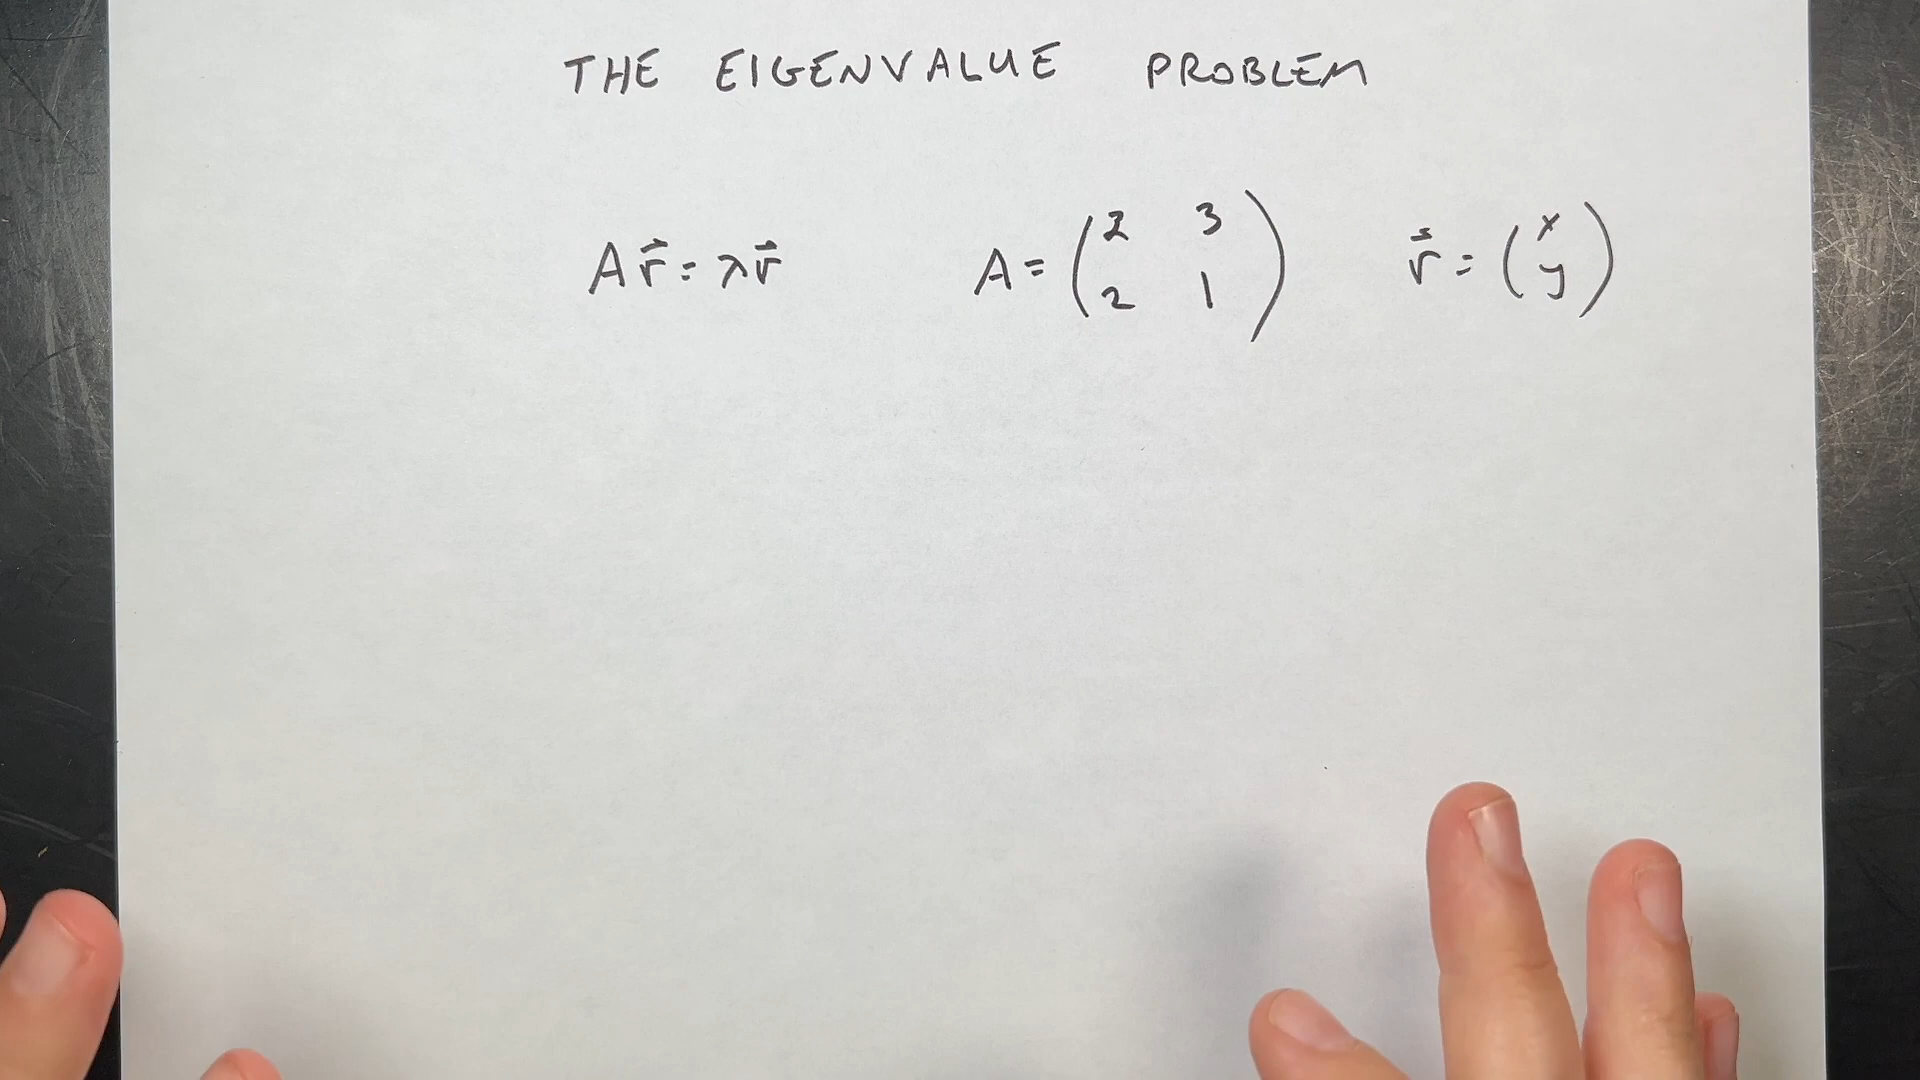 THE EIGENVALUE PROBLEM
A r⃗ = λ r⃗   A = (2 3; 2 1)   r⃗ = (x; y)